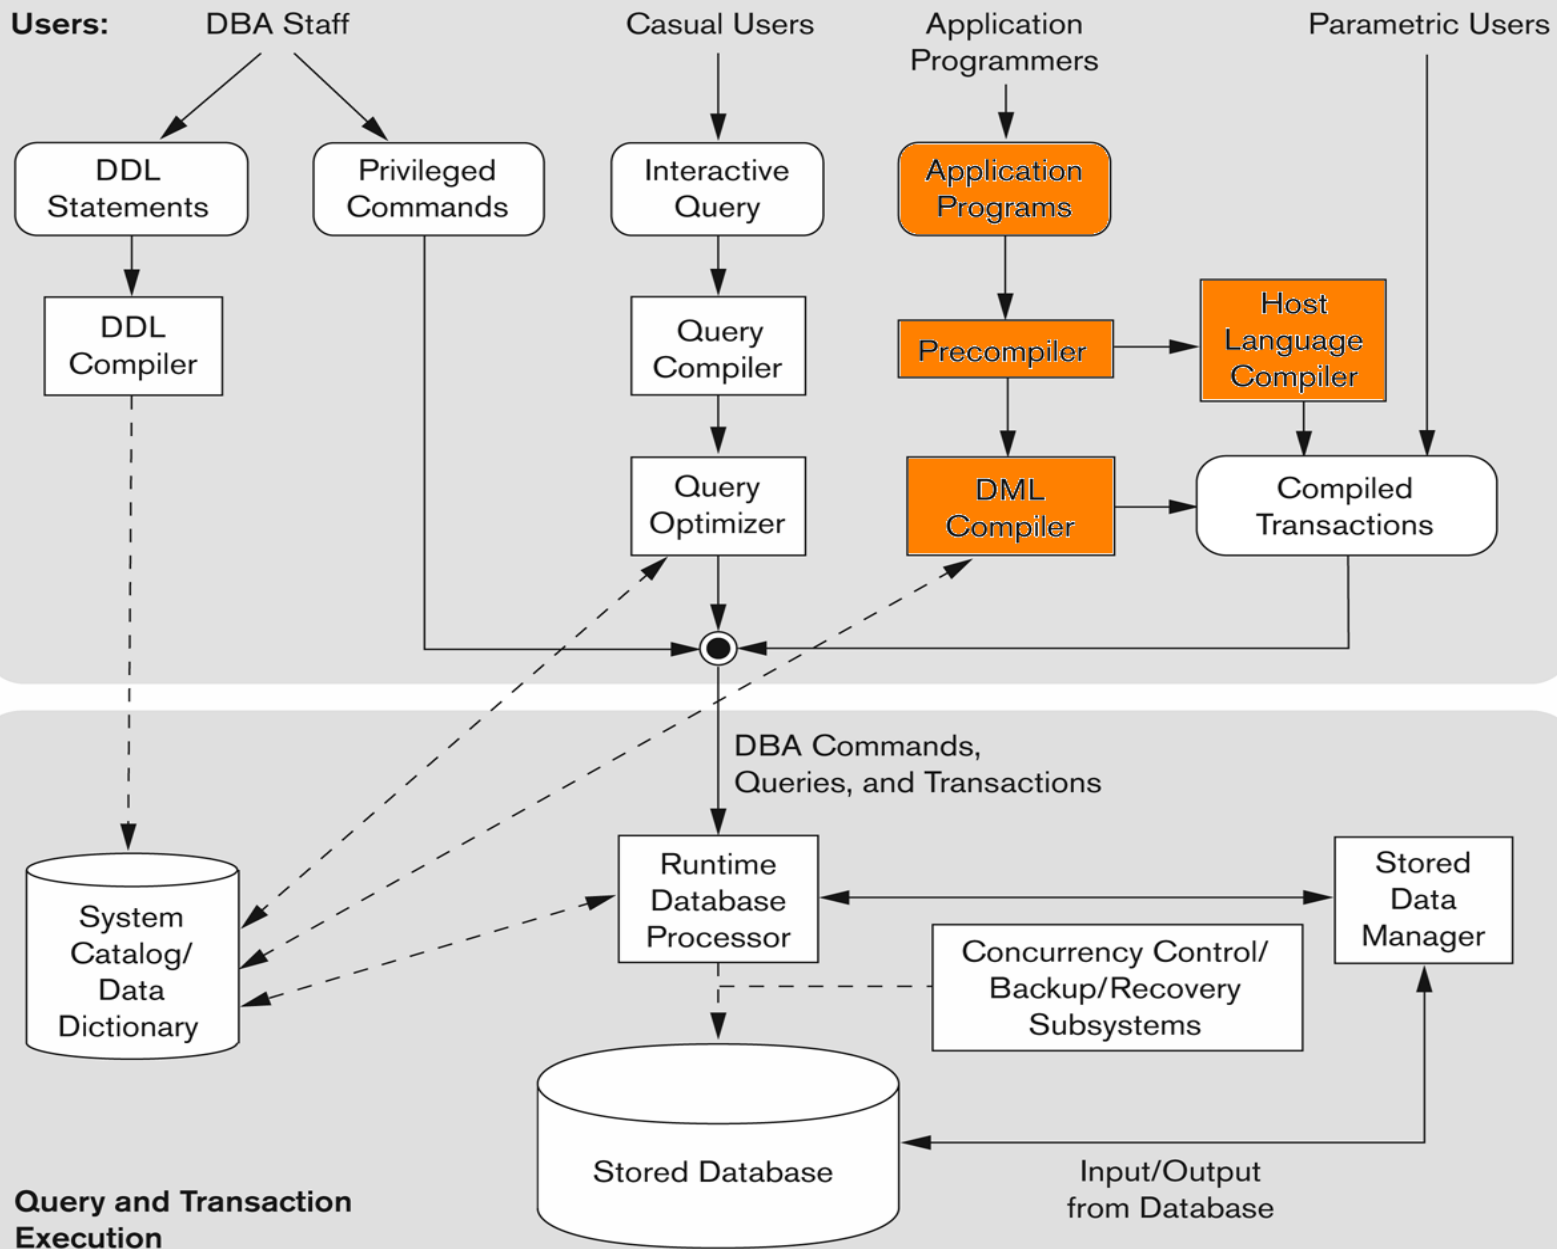 Users:
DBA Staff
Casual Users
Application
Programmers
Parametric Users
DDL
Statements
Privileged
Commands
Interactive
Query
Application
Programs
DDL
Compiler
Query
Compiler
Precompiler
Host
Language
Compiler
Query
Optimizer
DML
Compiler
Compiled
Transactions
DBA Commands,
Queries, and Transactions
System
Catalog/
Data
Dictionary
Runtime
Database
Processor
Stored
Data
Manager
Concurrency Control/
Backup/Recovery
Subsystems
Stored Database
Input/Output
from Database
Query and Transaction
Execution